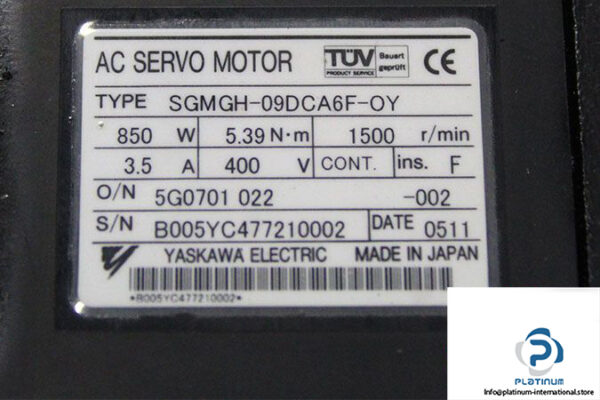 AC SERVO MOTOR TÜV PRODUCT SERVICE Bauart geprüft CE
TYPE SGMGH-09DCA6F-OY
850 W 5.39 N·m 1500 r/min
3.5 A 400 V CONT. ins. F
O/N 5G0701 022 -002
S/N B005YC477210002 DATE 0511
YASKAWA ELECTRIC MADE IN JAPAN
*B005YC477210002*
PLATINUM
info@platinum-international.store